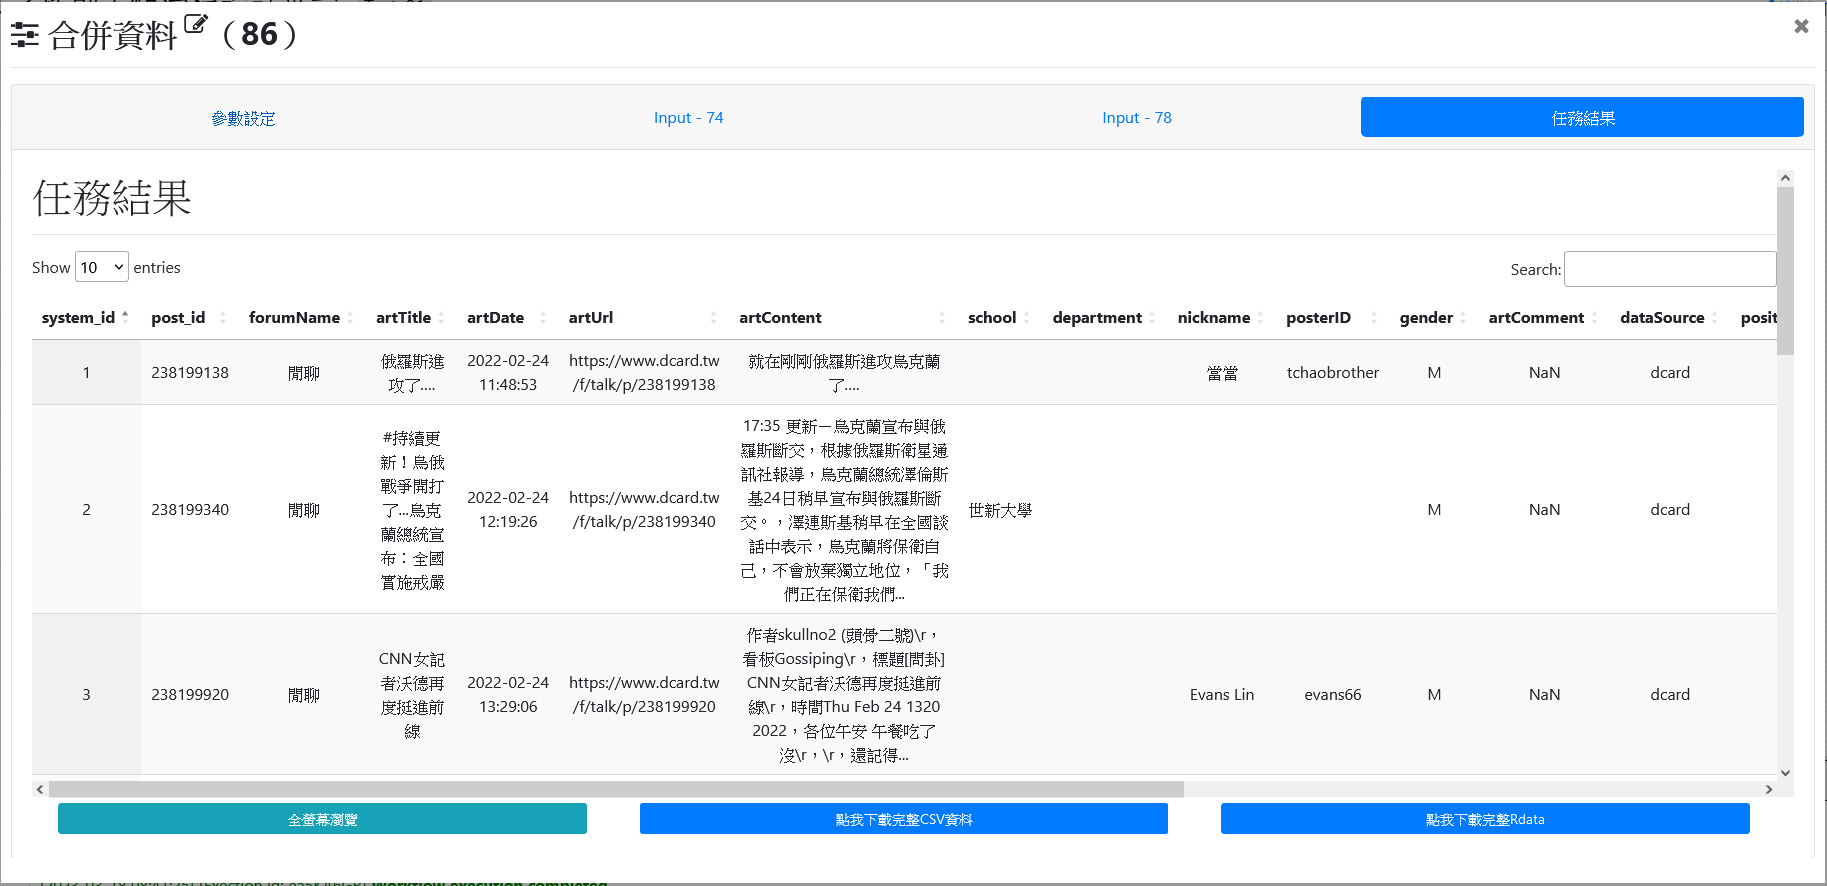 合併資料 （86）
參數設定
Input - 74
Input - 78
任務結果
任務結果
Show 10 entries
Search:
system_id post_id forumName artTitle artDate artUrl artContent school department nickname posterID gender artComment dataSource posit
1
238199138
閒聊
俄羅斯進
攻了....
2022-02-24
11:48:53
https://www.dcard.tw
/f/talk/p/238199138
就在剛剛俄羅斯進攻烏克蘭
了....
當當
tchaobrother
M
NaN
dcard
2
238199340
閒聊
#持續更
新！烏俄
戰爭開打
了...烏克
蘭總統宣
布：全國
實施戒嚴
2022-02-24
12:19:26
https://www.dcard.tw
/f/talk/p/238199340
17:35 更新－烏克蘭宣布與俄
羅斯斷交，根據俄羅斯衛星通
訊社報導，烏克蘭總統澤倫斯
基24日稍早宣布與俄羅斯斷
交。，澤連斯基稍早在全國談
話中表示，烏克蘭將保衛自
己，不會放棄獨立地位，「我
們正在保衛我們...
世新大學
M
NaN
dcard
3
238199920
閒聊
CNN女記
者沃德再
度挺進前
線
2022-02-24
13:29:06
https://www.dcard.tw
/f/talk/p/238199920
作者skullno2 (頭骨二號)\r，
看板Gossiping\r，標題[問卦]
CNN女記者沃德再度挺進前
線\r，時間Thu Feb 24 1320
2022，各位午安 午餐吃了
沒\r，\r，還記得...
Evans Lin
evans66
M
NaN
dcard
全螢幕瀏覽
點我下載完整CSV資料
點我下載完整Rdata